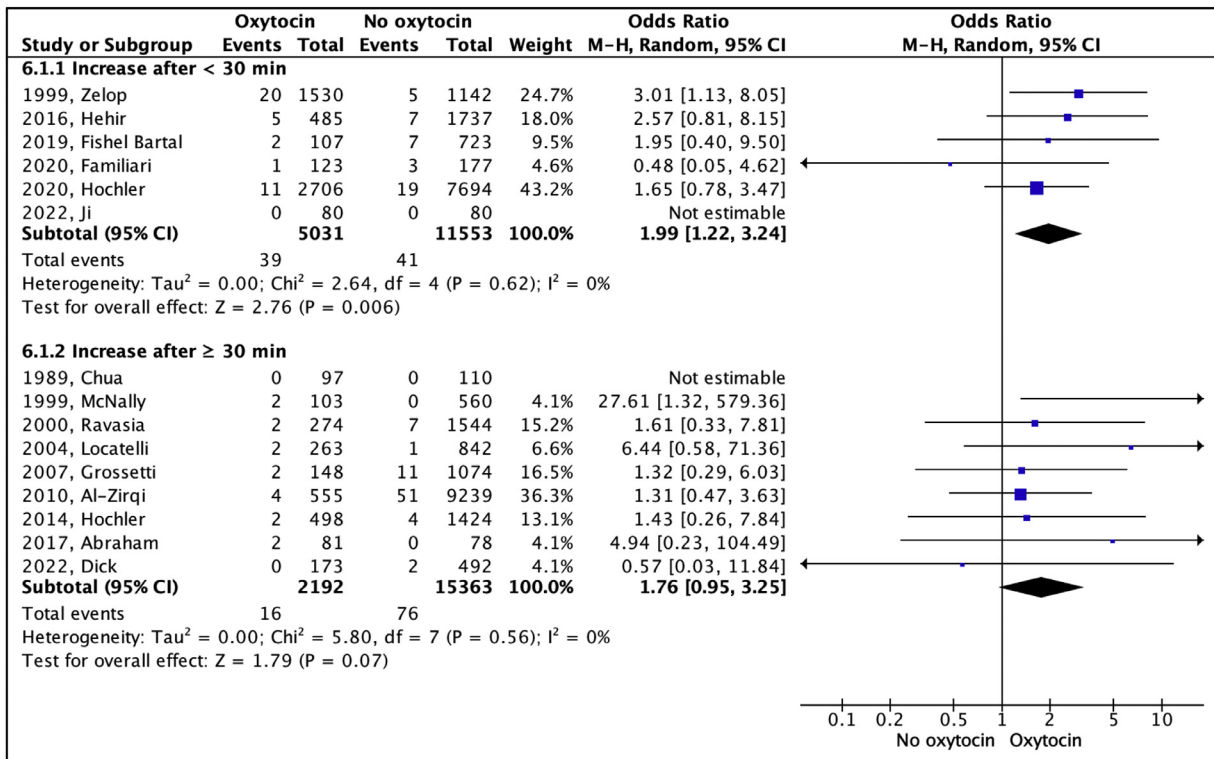 Oxytocin No oxytocin Odds Ratio Odds Ratio
Study or Subgroup Events Total Events Total Weight M-H, Random, 95% CI M-H, Random, 95% CI
6.1.1 Increase after < 30 min
1999, Zelop 20 1530 5 1142 24.7% 3.01 [1.13, 8.05]
2016, Hehir 5 485 7 1737 18.0% 2.57 [0.81, 8.15]
2019, Fishel Bartal 2 107 7 723 9.5% 1.95 [0.40, 9.50]
2020, Familiari 1 123 3 177 4.6% 0.48 [0.05, 4.62]
2020, Hochler 11 2706 19 7694 43.2% 1.65 [0.78, 3.47]
2022, Ji 0 80 0 80 Not estimable
Subtotal (95% CI) 5031 11553 100.0% 1.99 [1.22, 3.24]
Total events 39 41
Heterogeneity: Tau² = 0.00; Chi² = 2.64, df = 4 (P = 0.62); I² = 0%
Test for overall effect: Z = 2.76 (P = 0.006)
6.1.2 Increase after ≥ 30 min
1989, Chua 0 97 0 110 Not estimable
1999, McNally 2 103 0 560 4.1% 27.61 [1.32, 579.36]
2000, Ravasia 2 274 7 1544 15.2% 1.61 [0.33, 7.81]
2004, Locatelli 2 263 1 842 6.6% 6.44 [0.58, 71.36]
2007, Grossetti 2 148 11 1074 16.5% 1.32 [0.29, 6.03]
2010, Al-Zirqi 4 555 51 9239 36.3% 1.31 [0.47, 3.63]
2014, Hochler 2 498 4 1424 13.1% 1.43 [0.26, 7.84]
2017, Abraham 2 81 0 78 4.1% 4.94 [0.23, 104.49]
2022, Dick 0 173 2 492 4.1% 0.57 [0.03, 11.84]
Subtotal (95% CI) 2192 15363 100.0% 1.76 [0.95, 3.25]
Total events 16 76
Heterogeneity: Tau² = 0.00; Chi² = 5.80, df = 7 (P = 0.56); I² = 0%
Test for overall effect: Z = 1.79 (P = 0.07)
0.1 0.2 0.5 1 2 5 10
No oxytocin Oxytocin